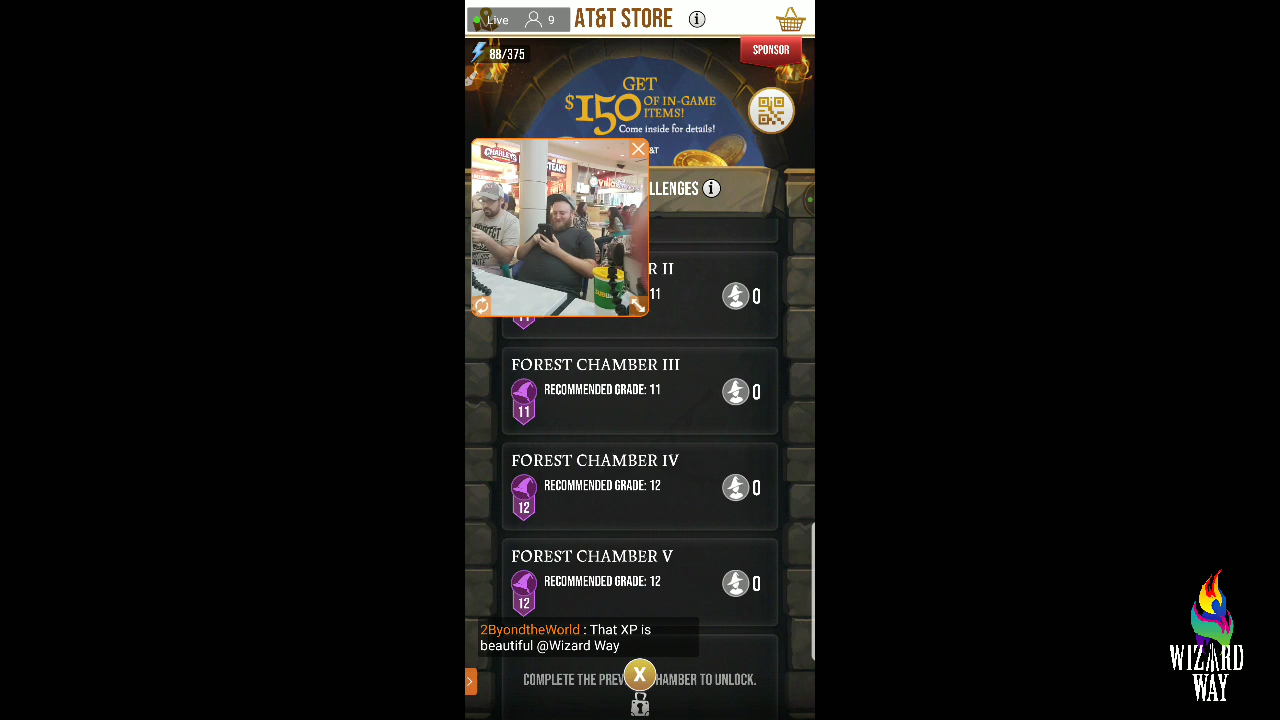 Live 9
AT&T STORE
88/375
SPONSOR
GET
$150 OF IN-GAME ITEMS!
Come inside for details!
CHARLEYS
STEAKS
LLENGES
R II
11
0
FOREST CHAMBER III
RECOMMENDED GRADE: 11
11
0
FOREST CHAMBER IV
RECOMMENDED GRADE: 12
12
0
FOREST CHAMBER V
RECOMMENDED GRADE: 12
12
0
2ByondtheWorld : That XP is
beautiful @Wizard Way
COMPLETE THE PREV HAMBER TO UNLOCK.
X
WIZARD
WAY